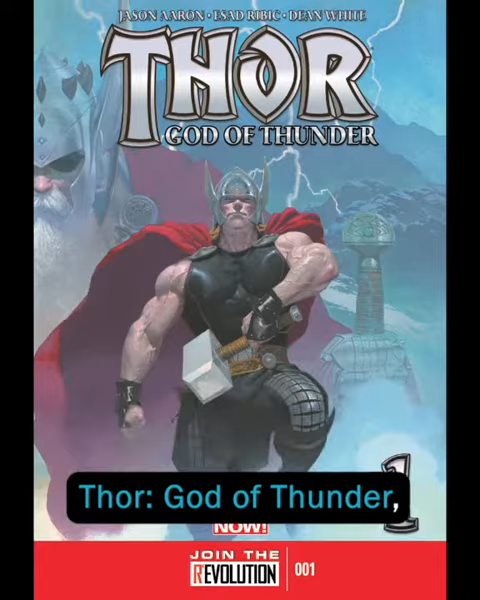 JASON AARON • ESAD RIBIC • DEAN WHITE
THOR
GOD OF THUNDER
1
Thor: God of Thunder,
NOW!
JOIN THE
REVOLUTION
001